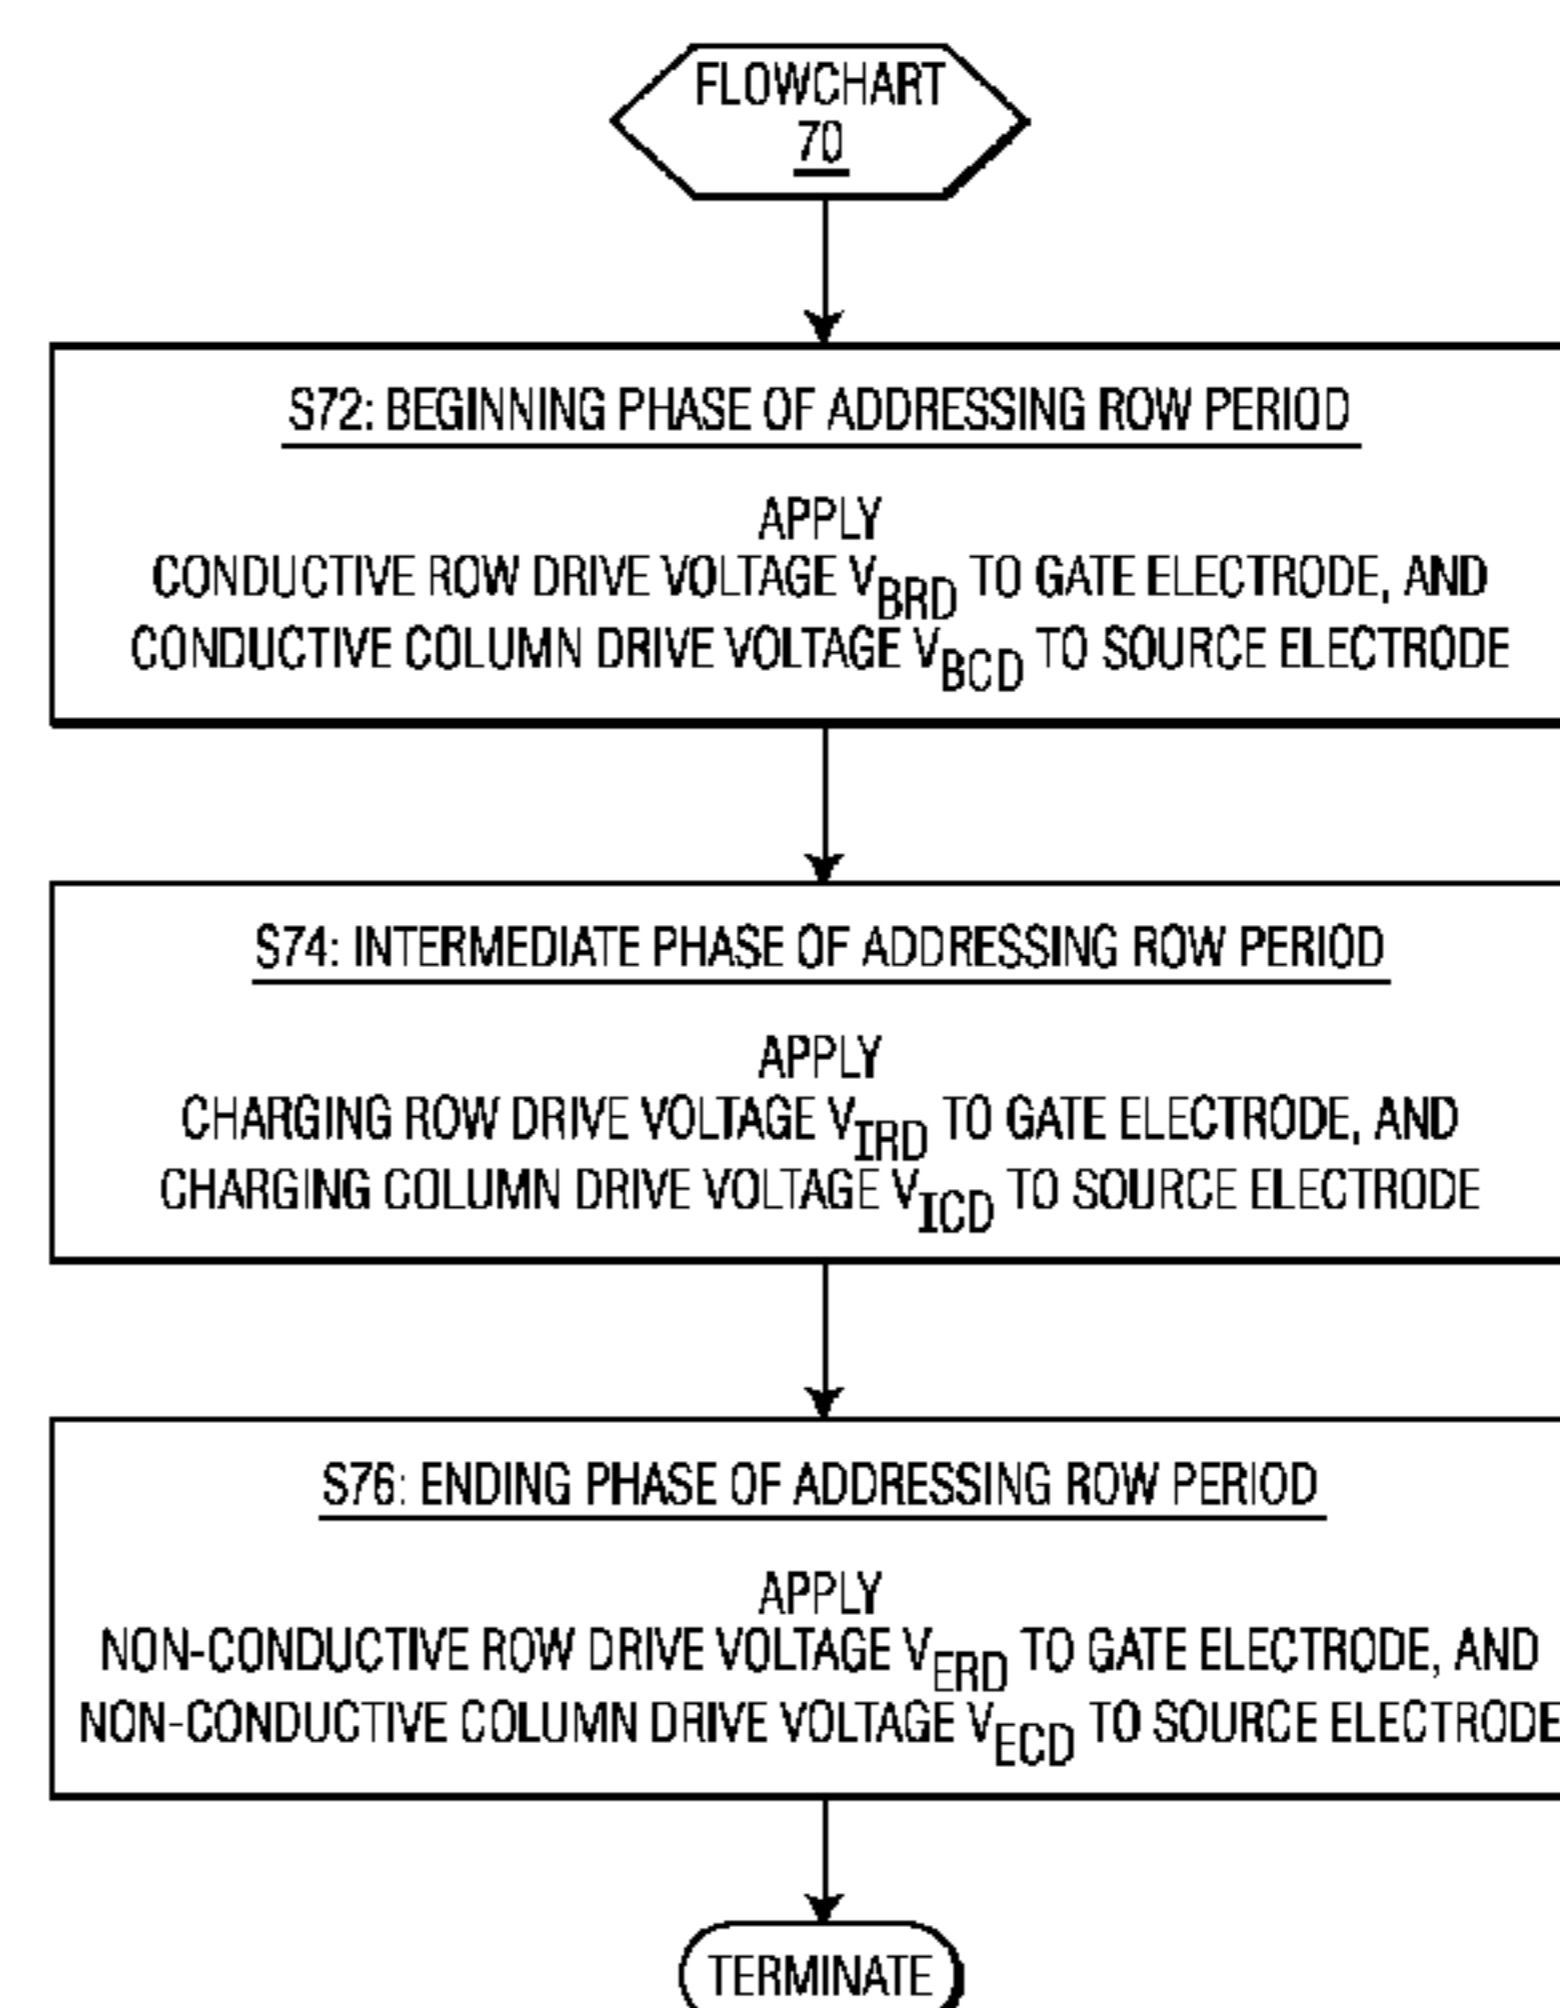 FLOWCHART
70
S72: BEGINNING PHASE OF ADDRESSING ROW PERIOD
APPLY
CONDUCTIVE ROW DRIVE VOLTAGE VBRD TO GATE ELECTRODE, AND
CONDUCTIVE COLUMN DRIVE VOLTAGE VBCD TO SOURCE ELECTRODE
S74: INTERMEDIATE PHASE OF ADDRESSING ROW PERIOD
APPLY
CHARGING ROW DRIVE VOLTAGE VIRD TO GATE ELECTRODE, AND
CHARGING COLUMN DRIVE VOLTAGE VICD TO SOURCE ELECTRODE
S76: ENDING PHASE OF ADDRESSING ROW PERIOD
APPLY
NON-CONDUCTIVE ROW DRIVE VOLTAGE VERD TO GATE ELECTRODE, AND
NON-CONDUCTIVE COLUMN DRIVE VOLTAGE VECD TO SOURCE ELECTRODE
TERMINATE